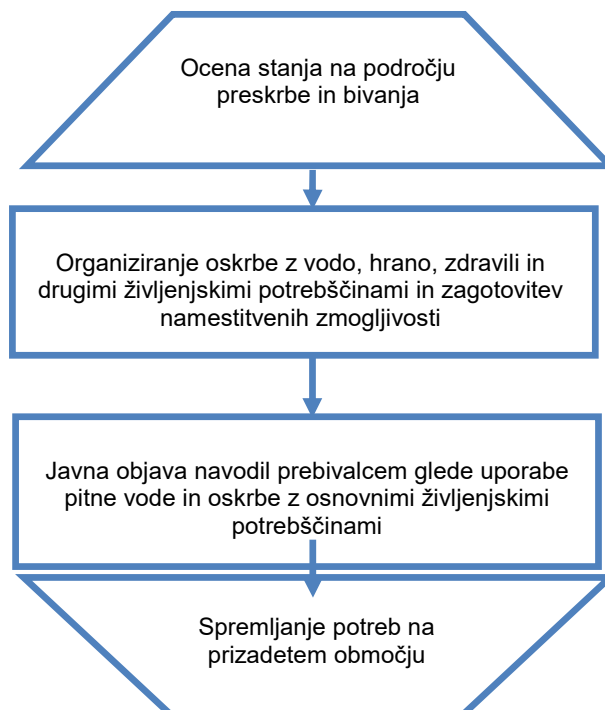 Ocena stanja na področju
preskrbe in bivanja
Organiziranje oskrbe z vodo, hrano, zdravili in
drugimi življenjskimi potrebščinami in zagotovitev
namestitvenih zmogljivosti
Javna objava navodil prebivalcem glede uporabe
pitne vode in oskrbe z osnovnimi življenjskimi
potrebščinami
Spremljanje potreb na
prizadetem območju